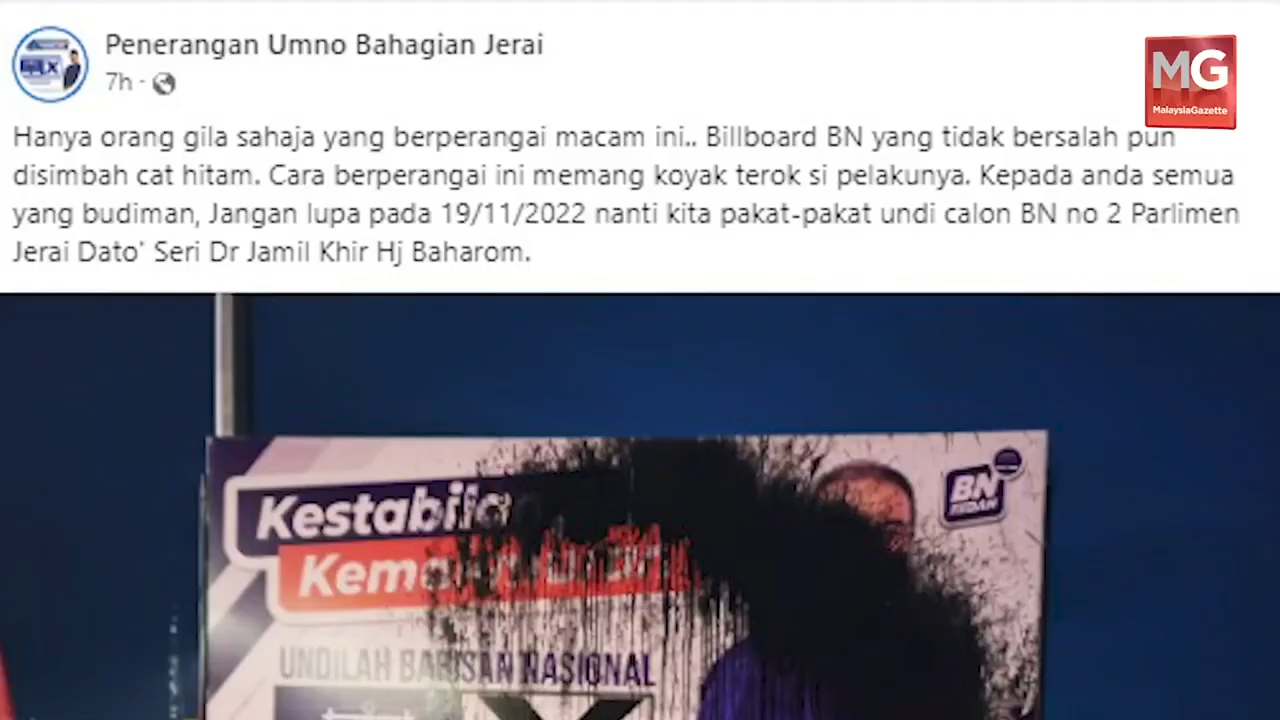 Penerangan Umno Bahagian Jerai
7h ·
MG
MalaysiaGazette
Hanya orang gila sahaja yang berperangai macam ini.. Billboard BN yang tidak bersalah pun
disimbah cat hitam. Cara berperangai ini memang koyak terok si pelakunya. Kepada anda semua
yang budiman, Jangan lupa pada 19/11/2022 nanti kita pakat-pakat undi calon BN no 2 Parlimen
Jerai Dato' Seri Dr Jamil Khir Hj Baharom.
BN
KEDAH
UNDILAH BARISAN NASIONAL